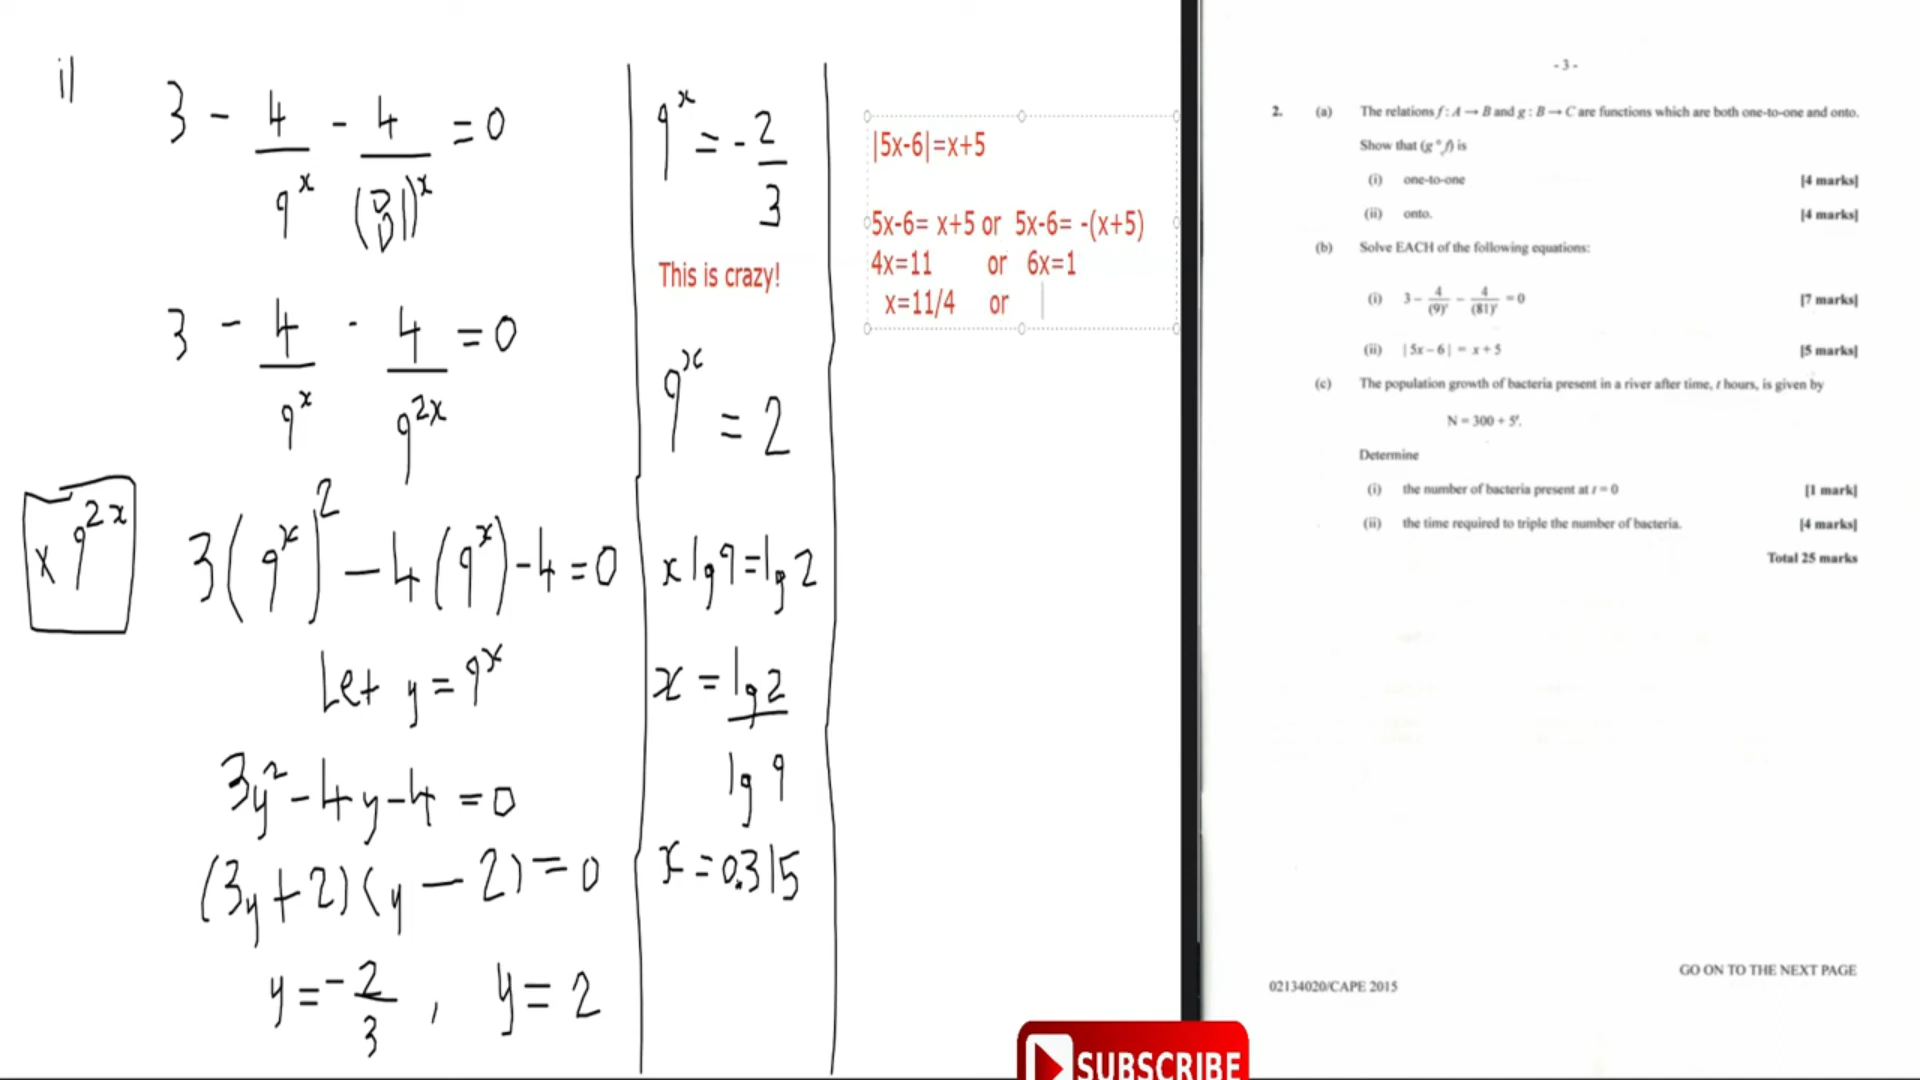 i)
3 - 4/9^x - 4/(81)^x = 0
3 - 4/9^x - 4/9^2x = 0
x 9^2x
3(9^x)^2 - 4(9^x) - 4 = 0
Let y = 9^x
3y^2 - 4y - 4 = 0
(3y + 2)(y - 2) = 0
y = -2/3 , y = 2
9^x = -2/3
This is crazy!
9^x = 2
x lg 9 = lg 2
x = lg 2 / lg 9
x = 0.315
|5x-6|=x+5
5x-6= x+5 or 5x-6= -(x+5)
4x=11 or 6x=1
x=11/4 or
- 3 -
2. (a) The relations f : A → B and g : B → C are functions which are both one-to-one and onto.
Show that (g ∘ f) is
(i) one-to-one [4 marks]
(ii) onto. [4 marks]
(b) Solve EACH of the following equations:
(i) 3 − 4/(9)^x − 4/(81)^x = 0 [7 marks]
(ii) | 5x − 6 | = x + 5 [5 marks]
(c) The population growth of bacteria present in a river after time, t hours, is given by
N = 300 + 5^t.
Determine
(i) the number of bacteria present at t = 0 [1 mark]
(ii) the time required to triple the number of bacteria. [4 marks]
Total 25 marks
GO ON TO THE NEXT PAGE
02134020/CAPE 2015
SUBSCRIBE